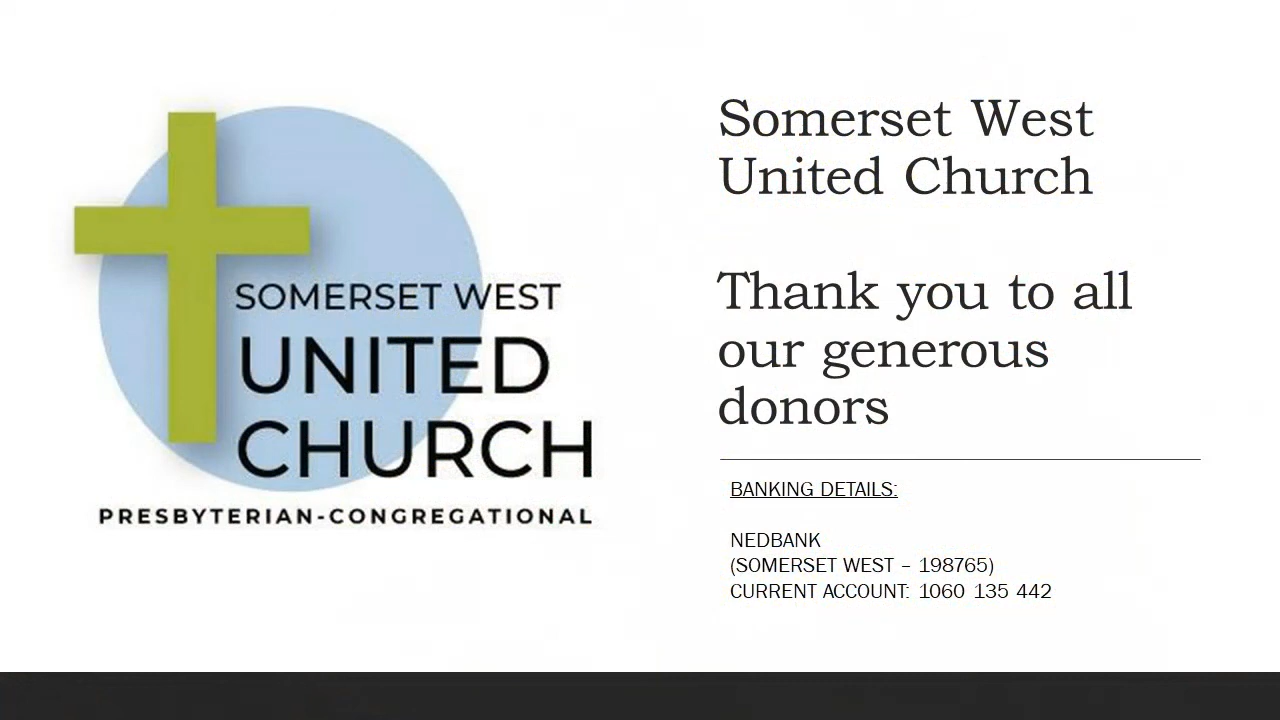 SOMERSET WEST
UNITED
CHURCH
PRESBYTERIAN-CONGREGATIONAL
Somerset West
United Church
Thank you to all
our generous
donors
BANKING DETAILS:
NEDBANK
(SOMERSET WEST – 198765)
CURRENT ACCOUNT: 1060 135 442